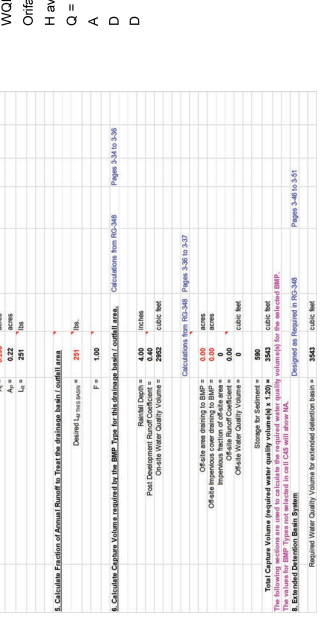 A_P = 0.22 acres
L_R = 251 lbs
5. Calculate Fraction of Annual Runoff to Treat the drainage basin / outfall area
Desired L_M THIS BASIN = 251 lbs.
F = 1.00
6. Calculate Capture Volume required by the BMP Type for this drainage basin / outfall area. Calculations from RG-348 Pages 3-34 to 3-36
Rainfall Depth = 4.00 inches
Post Development Runoff Coefficient = 0.40
On-site Water Quality Volume = 2952 cubic feet
Calculations from RG-348 Pages 3-36 to 3-37
Off-site area draining to BMP = 0.00 acres
Off-site Impervious cover draining to BMP = 0.00 acres
Impervious fraction of off-site area = 0
Off-site Runoff Coefficient = 0.00
Off-site Water Quality Volume = 0 cubic feet
Storage for Sediment = 590
Total Capture Volume (required water quality volume(s) x 1.20) = 3543 cubic feet
The following sections are used to calculate the required water quality volume(s) for the selected BMP.
The values for BMP Types not selected in cell C45 will show NA.
8. Extended Detention Basin System Designed as Required in RG-348 Pages 3-46 to 3-51
Required Water Quality Volume for extended detention basin = 3543 cubic feet
H av
Q =
A
D
D